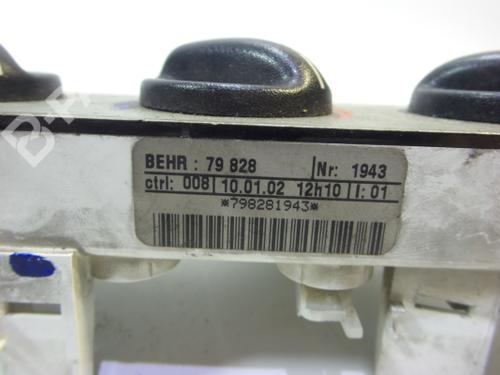 BEHR : 79 828 Nr: 1943
ctrl: 008 10.01.02 12h10 I: 01
*798281943*